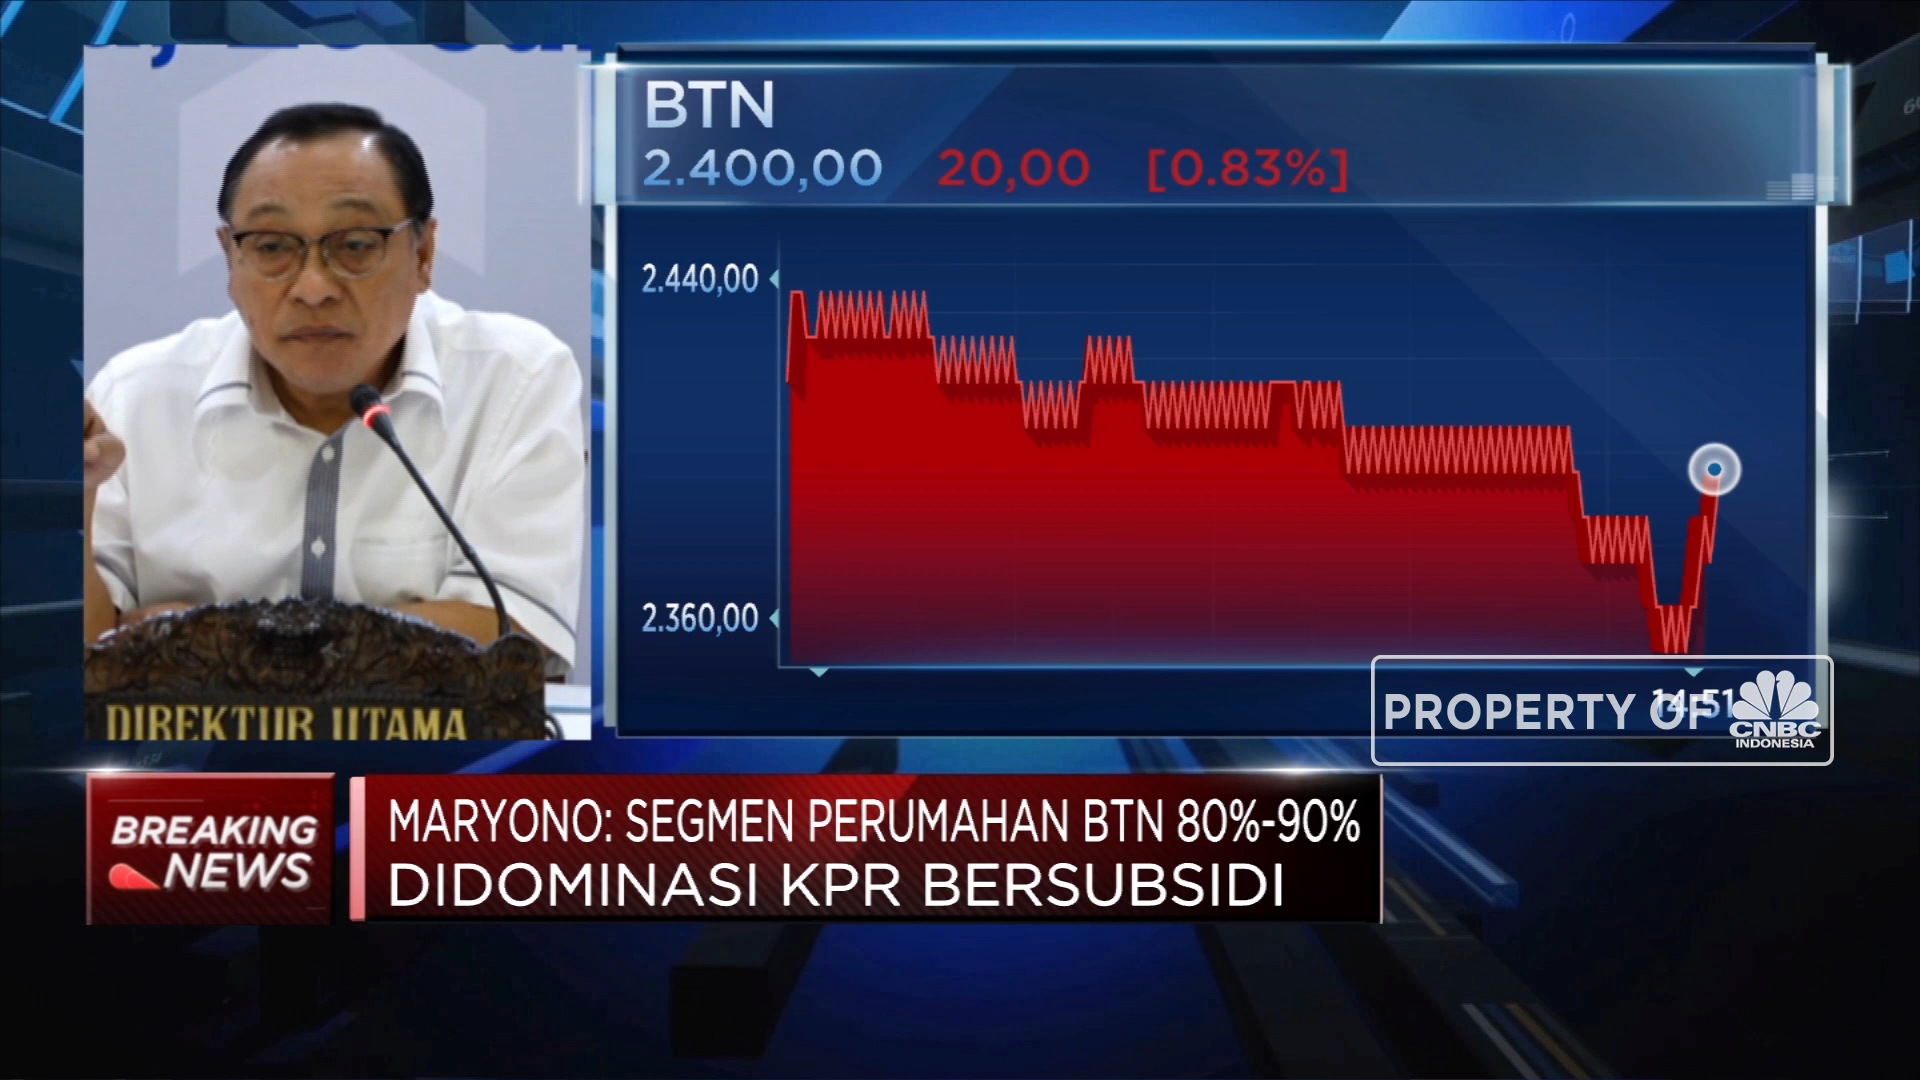 BTN
2.400,00 20,00 [0.83%]
2.440,00
2.360,00
14:51
PROPERTY OF
CNBC
INDONESIA
DIREKTUR UTAMA
BREAKING
NEWS
MARYONO: SEGMEN PERUMAHAN BTN 80%-90%
DIDOMINASI KPR BERSUBSIDI